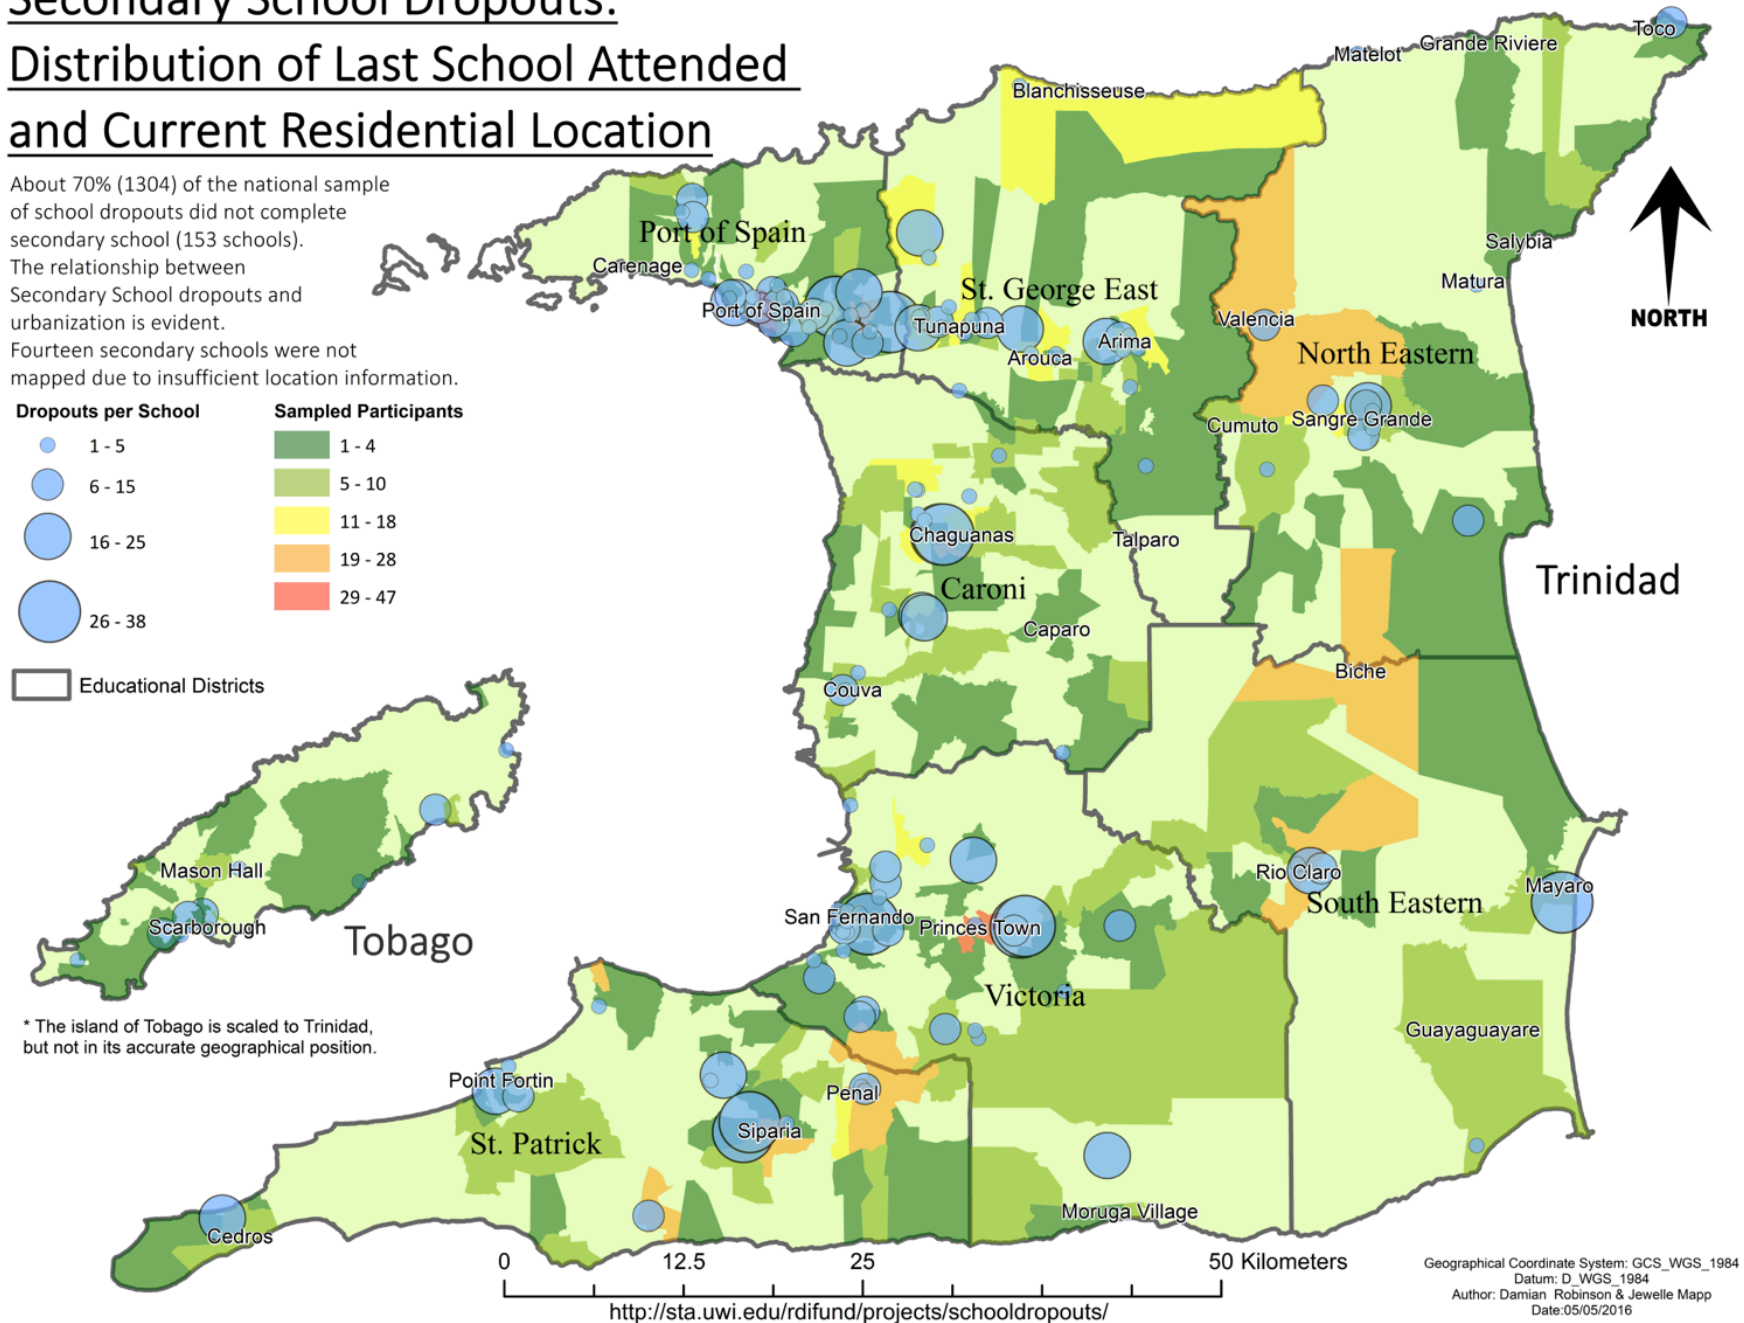 Secondary School Dropouts:
Distribution of Last School Attended
and Current Residential Location
About 70% (1304) of the national sample
of school dropouts did not complete
secondary school (153 schools).
The relationship between
Secondary School dropouts and
urbanization is evident.
Fourteen secondary schools were not
mapped due to insufficient location information.
Dropouts per School
1 - 5
6 - 15
16 - 25
26 - 38
Sampled Participants
1 - 4
5 - 10
11 - 18
19 - 28
29 - 47
Educational Districts
Toco
Matelot
Grande Riviere
Blanchisseuse
NORTH
Port of Spain
Carenage
Port of Spain
St. George East
Tunapuna
Arouca
Arima
Salybia
Matura
Valencia
North Eastern
Sangre Grande
Cumuto
Chaguanas
Talparo
Caroni
Caparo
Trinidad
Couva
Biche
Mason Hall
Scarborough
Tobago
San Fernando
Princes Town
Victoria
Rio Claro
South Eastern
Mayaro
Guayaguayare
* The island of Tobago is scaled to Trinidad,
but not in its accurate geographical position.
Point Fortin
Penal
Siparia
St. Patrick
Moruga Village
Cedros
0 12.5 25 50 Kilometers
http://sta.uwi.edu/rdifund/projects/schooldropouts/
Geographical Coordinate System: GCS_WGS_1984
Datum: D_WGS_1984
Author: Damian Robinson & Jewelle Mapp
Date:05/05/2016